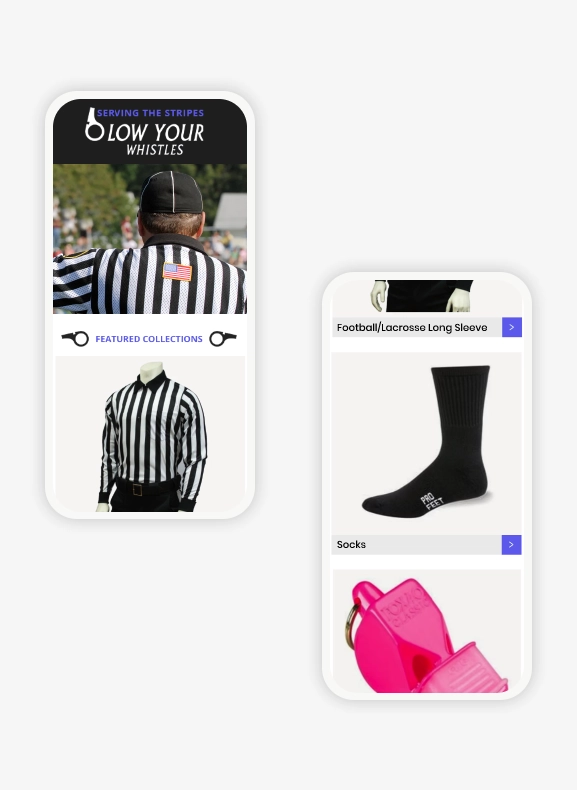 SERVING THE STRIPES
BLOW YOUR
WHISTLES
FEATURED COLLECTIONS
Football/Lacrosse Long Sleeve
>
PRO
FEET
Socks
>
FOX 40
CLASSIC